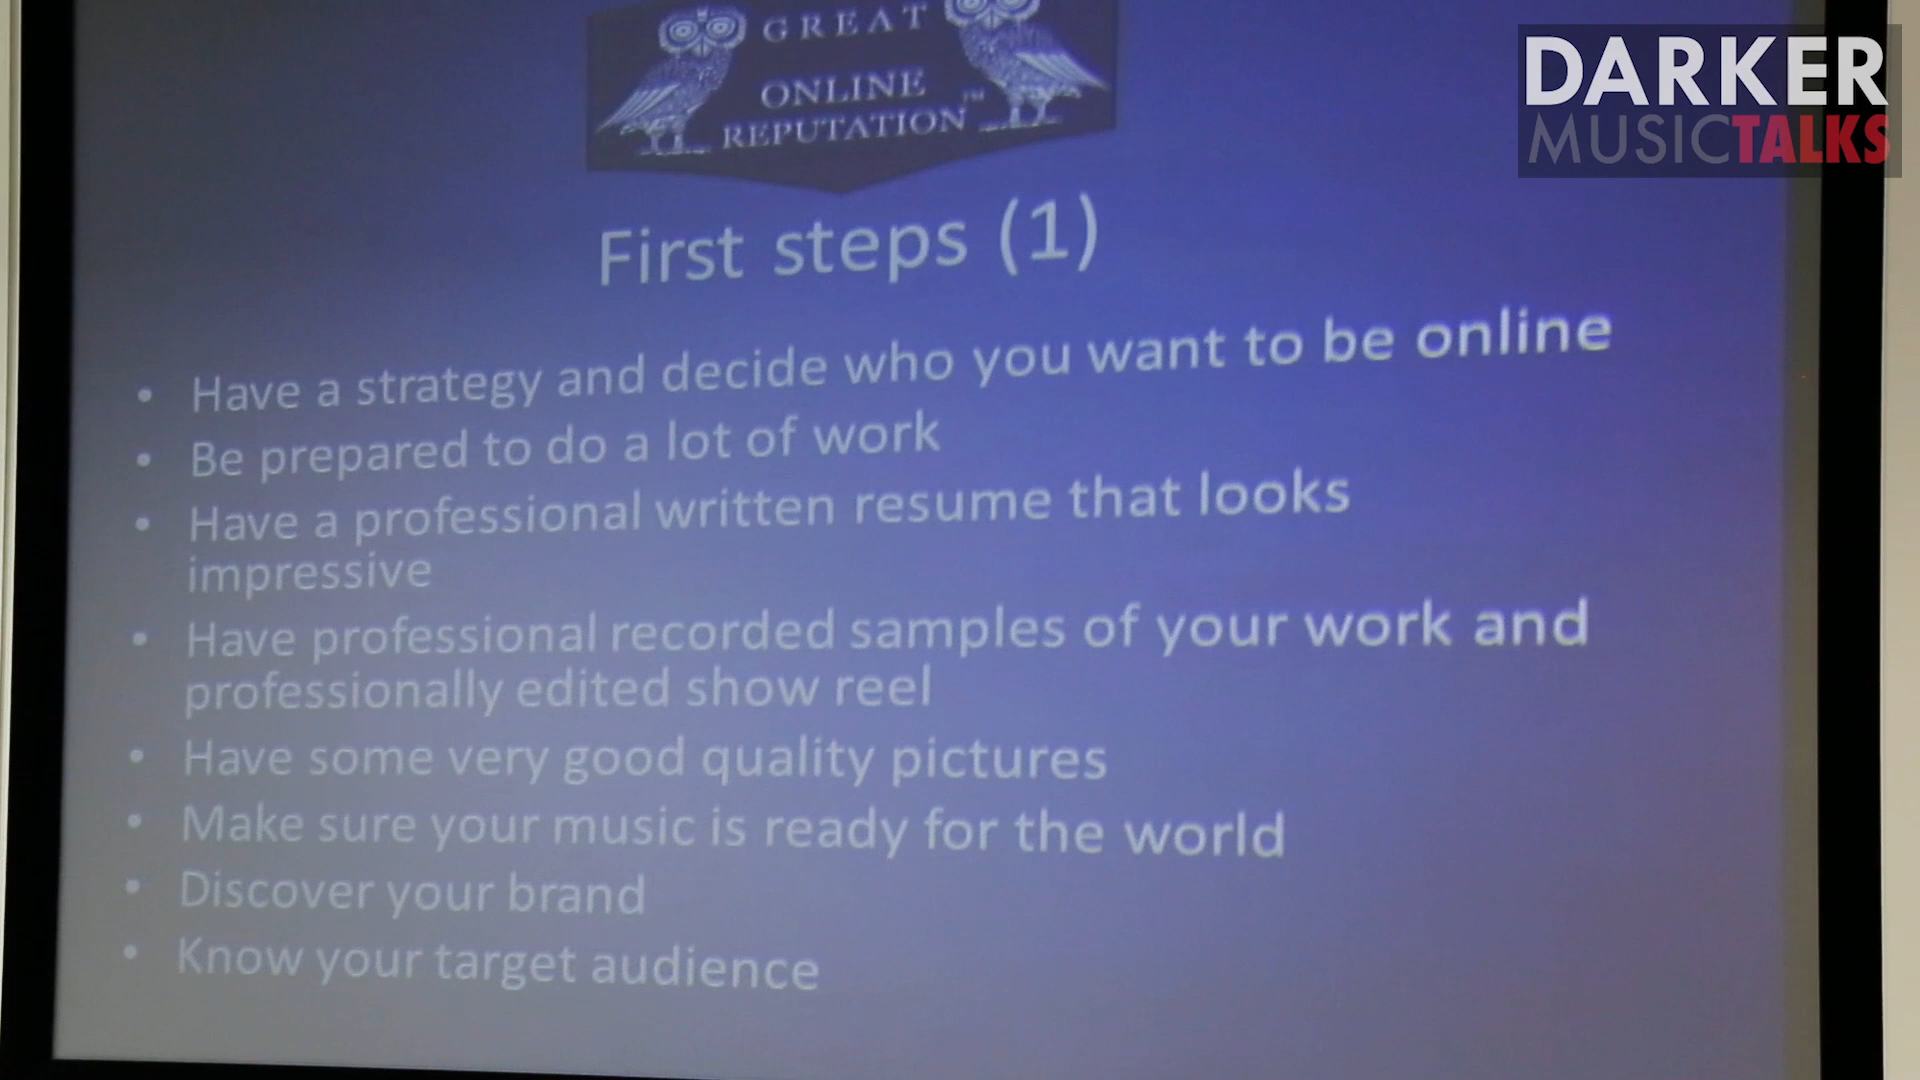 DARKER
MUSICTALKS
GREAT
ONLINE
REPUTATION™
First steps (1)
• Have a strategy and decide who you want to be online
• Be prepared to do a lot of work
• Have a professional written resume that looks
impressive
• Have professional recorded samples of your work and
professionally edited show reel
• Have some very good quality pictures
• Make sure your music is ready for the world
• Discover your brand
• Know your target audience